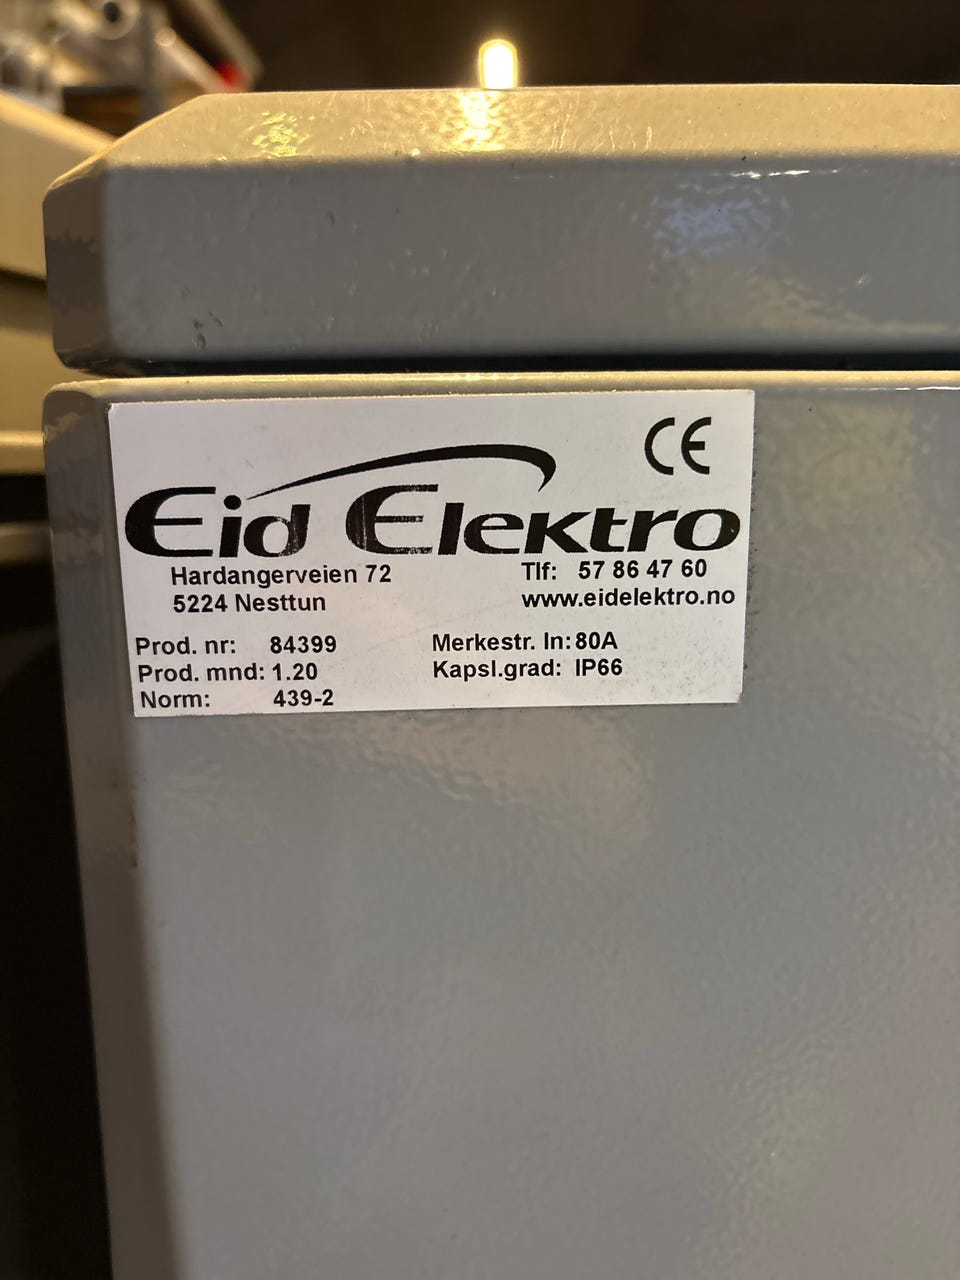 CE
Eid Elektro
Hardangerveien 72
5224 Nesttun
Tlf: 57 86 47 60
www.eidelektro.no
Prod. nr: 84399
Prod. mnd: 1.20
Norm: 439-2
Merkestr. In: 80A
Kapsl.grad: IP66